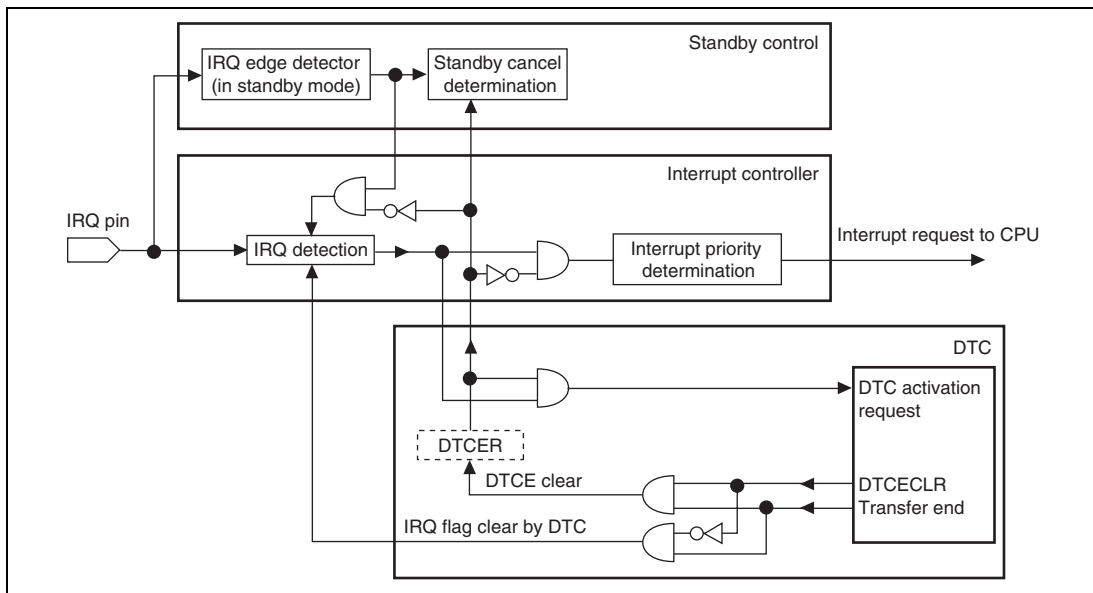 Standby control
IRQ edge detector
(in standby mode)
Standby cancel
determination
Interrupt controller
IRQ pin
IRQ detection
Interrupt priority
determination
Interrupt request to CPU
DTC
DTC activation
request
DTCER
DTCE clear
DTCECLR
Transfer end
IRQ flag clear by DTC